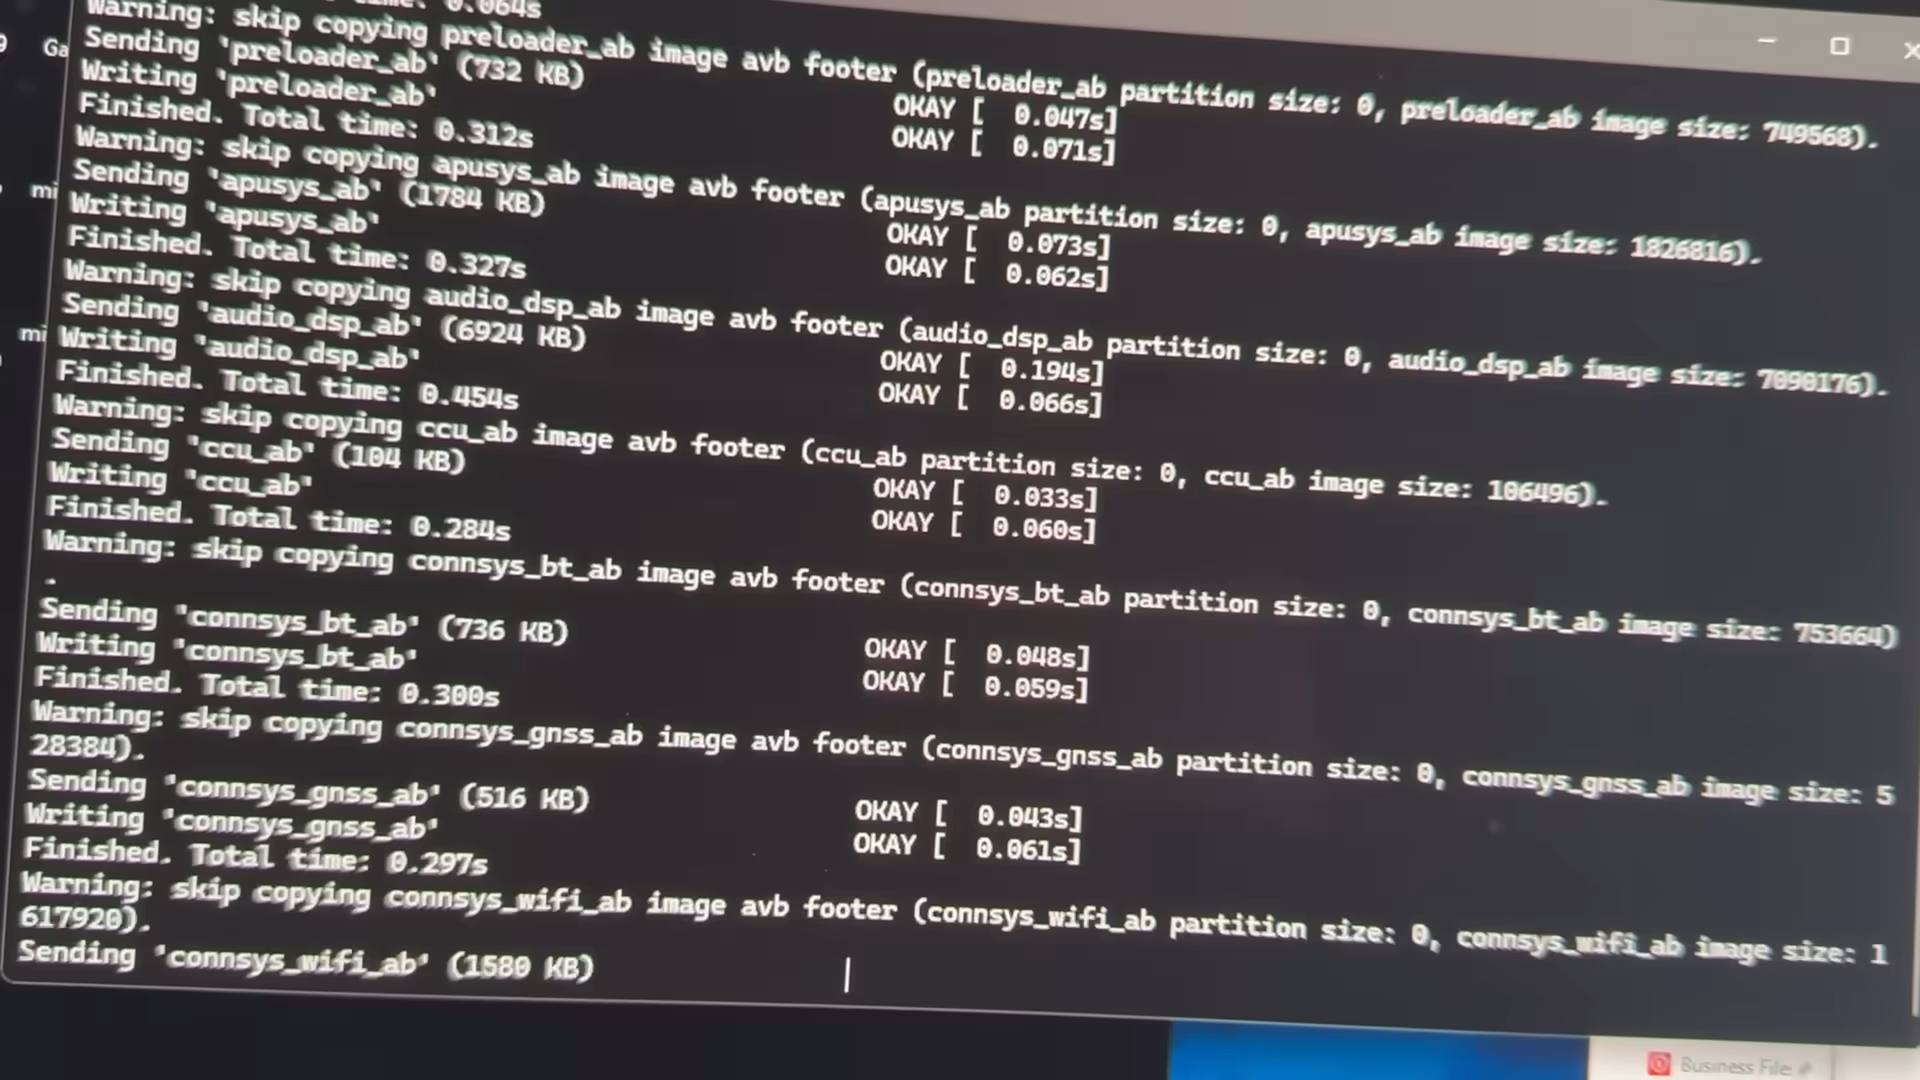 0.064s
Warning: skip copying preloader_ab image avb footer (preloader_ab partition size: 0, preloader_ab image size: 749568).
Sending 'preloader_ab' (732 KB) OKAY [ 0.047s]
Writing 'preloader_ab' OKAY [ 0.071s]
Finished. Total time: 0.312s
Warning: skip copying apusys_ab image avb footer (apusys_ab partition size: 0, apusys_ab image size: 1826816).
Sending 'apusys_ab' (1784 KB) OKAY [ 0.073s]
Writing 'apusys_ab' OKAY [ 0.062s]
Finished. Total time: 0.327s
Warning: skip copying audio_dsp_ab image avb footer (audio_dsp_ab partition size: 0, audio_dsp_ab image size: 7090176).
Sending 'audio_dsp_ab' (6924 KB) OKAY [ 0.194s]
Writing 'audio_dsp_ab' OKAY [ 0.066s]
Finished. Total time: 0.454s
Warning: skip copying ccu_ab image avb footer (ccu_ab partition size: 0, ccu_ab image size: 106496).
Sending 'ccu_ab' (104 KB) OKAY [ 0.033s]
Writing 'ccu_ab' OKAY [ 0.060s]
Finished. Total time: 0.284s
Warning: skip copying connsys_bt_ab image avb footer (connsys_bt_ab partition size: 0, connsys_bt_ab image size: 753664)
.
Sending 'connsys_bt_ab' (736 KB) OKAY [ 0.048s]
Writing 'connsys_bt_ab' OKAY [ 0.059s]
Finished. Total time: 0.300s
Warning: skip copying connsys_gnss_ab image avb footer (connsys_gnss_ab partition size: 0, connsys_gnss_ab image size: 5
28384).
Sending 'connsys_gnss_ab' (516 KB) OKAY [ 0.043s]
Writing 'connsys_gnss_ab' OKAY [ 0.061s]
Finished. Total time: 0.297s
Warning: skip copying connsys_wifi_ab image avb footer (connsys_wifi_ab partition size: 0, connsys_wifi_ab image size: 1
617920).
Sending 'connsys_wifi_ab' (1580 KB)
Ga
mi
mi
Business File